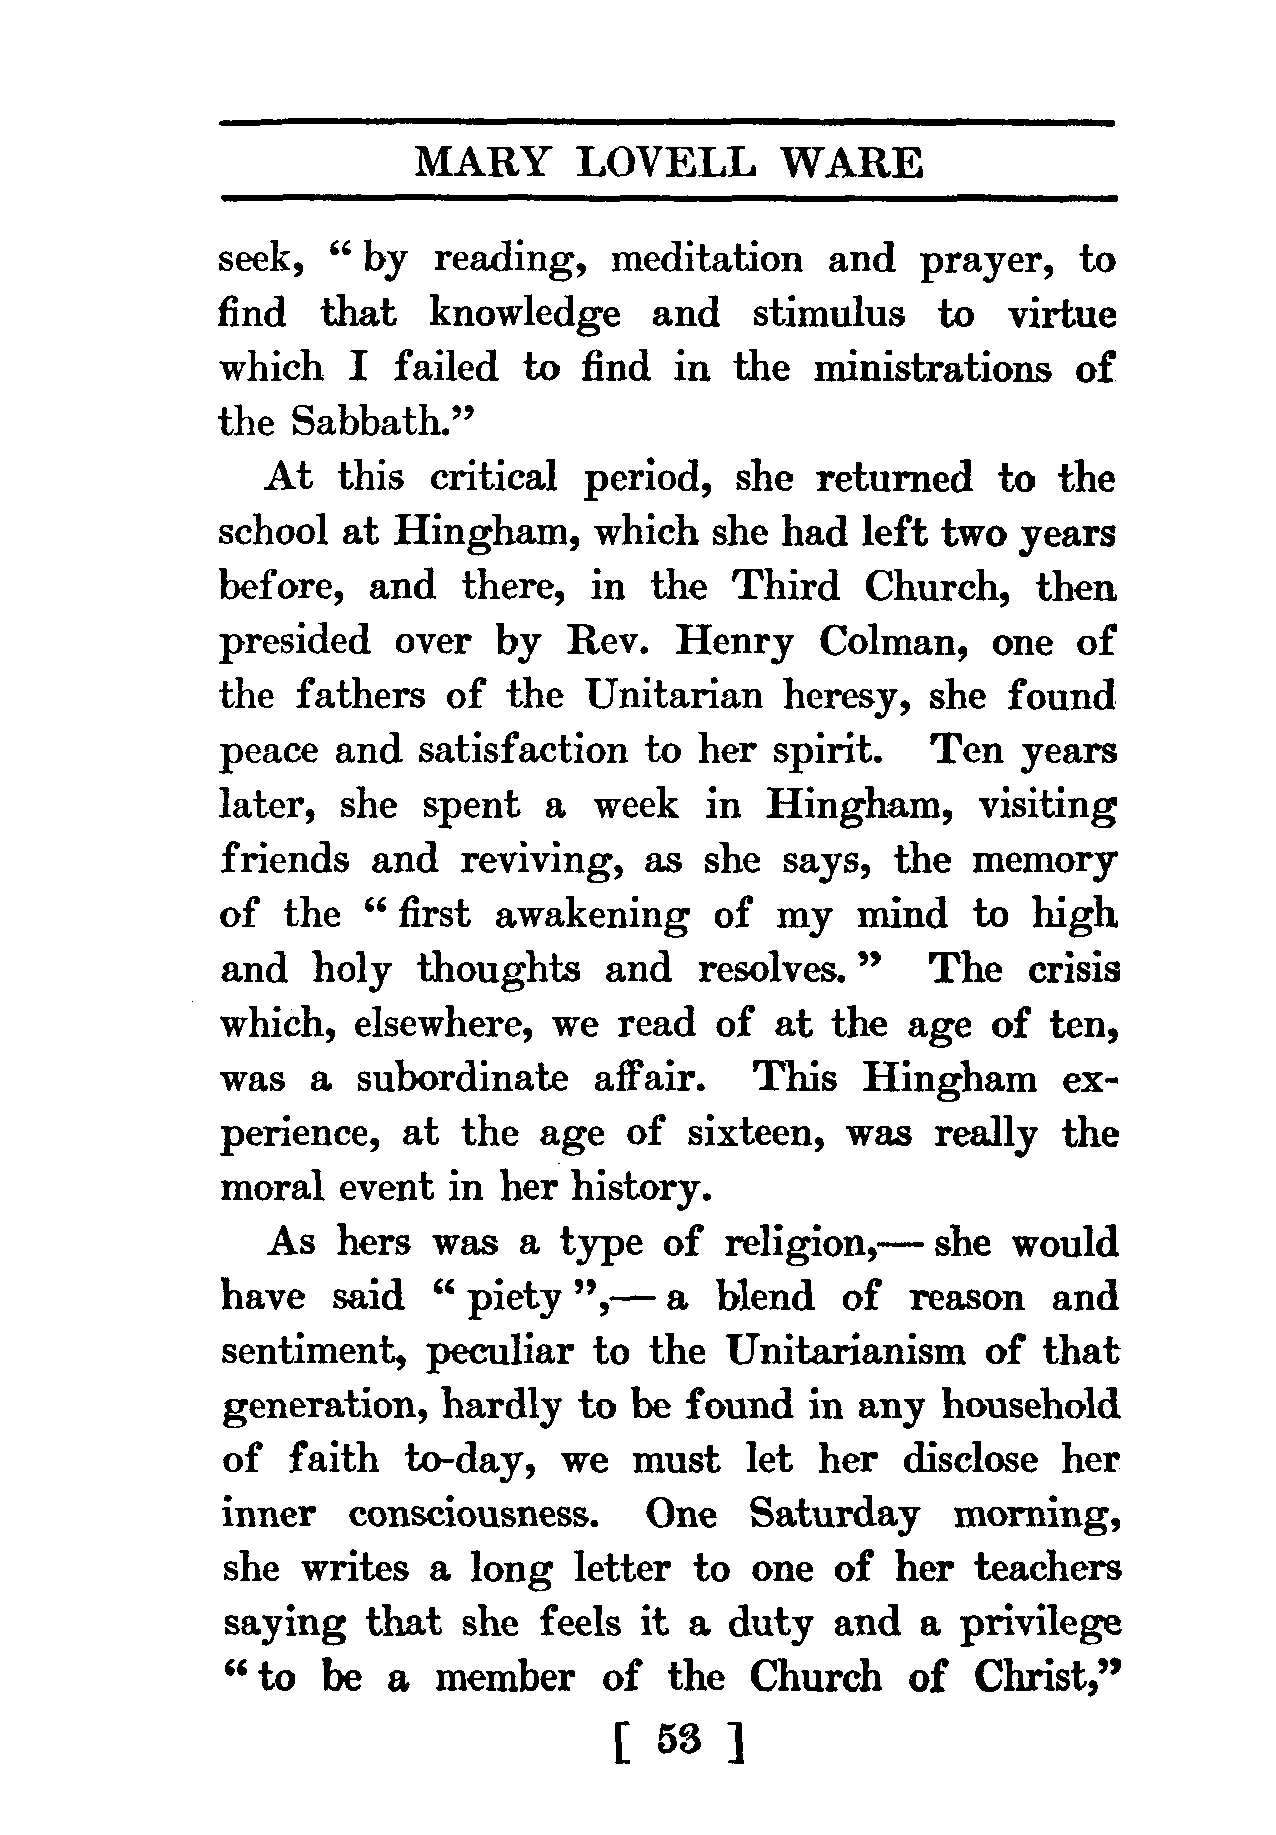 MARY LOVELL WARE
seek, " by reading, meditation and prayer, to
find that knowledge and stimulus to virtue
which I failed to find in the ministrations of
the Sabbath."
At this critical period, she returned to the
school at Hingham, which she had left two years
before, and there, in the Third Church, then
presided over by Rev. Henry Colman, one of
the fathers of the Unitarian heresy, she found
peace and satisfaction to her spirit. Ten years
later, she spent a week in Hingham, visiting
friends and reviving, as she says, the memory
of the " first awakening of my mind to high
and holy thoughts and resolves. " The crisis
which, elsewhere, we read of at the age of ten,
was a subordinate affair. This Hingham ex-
perience, at the age of sixteen, was really the
moral event in her history.
As hers was a type of religion,— she would
have said " piety ",— a blend of reason and
sentiment, peculiar to the Unitarianism of that
generation, hardly to be found in any household
of faith to-day, we must let her disclose her
inner consciousness. One Saturday morning,
she writes a long letter to one of her teachers
saying that she feels it a duty and a privilege
" to be a member of the Church of Christ,"
[ 53 ]